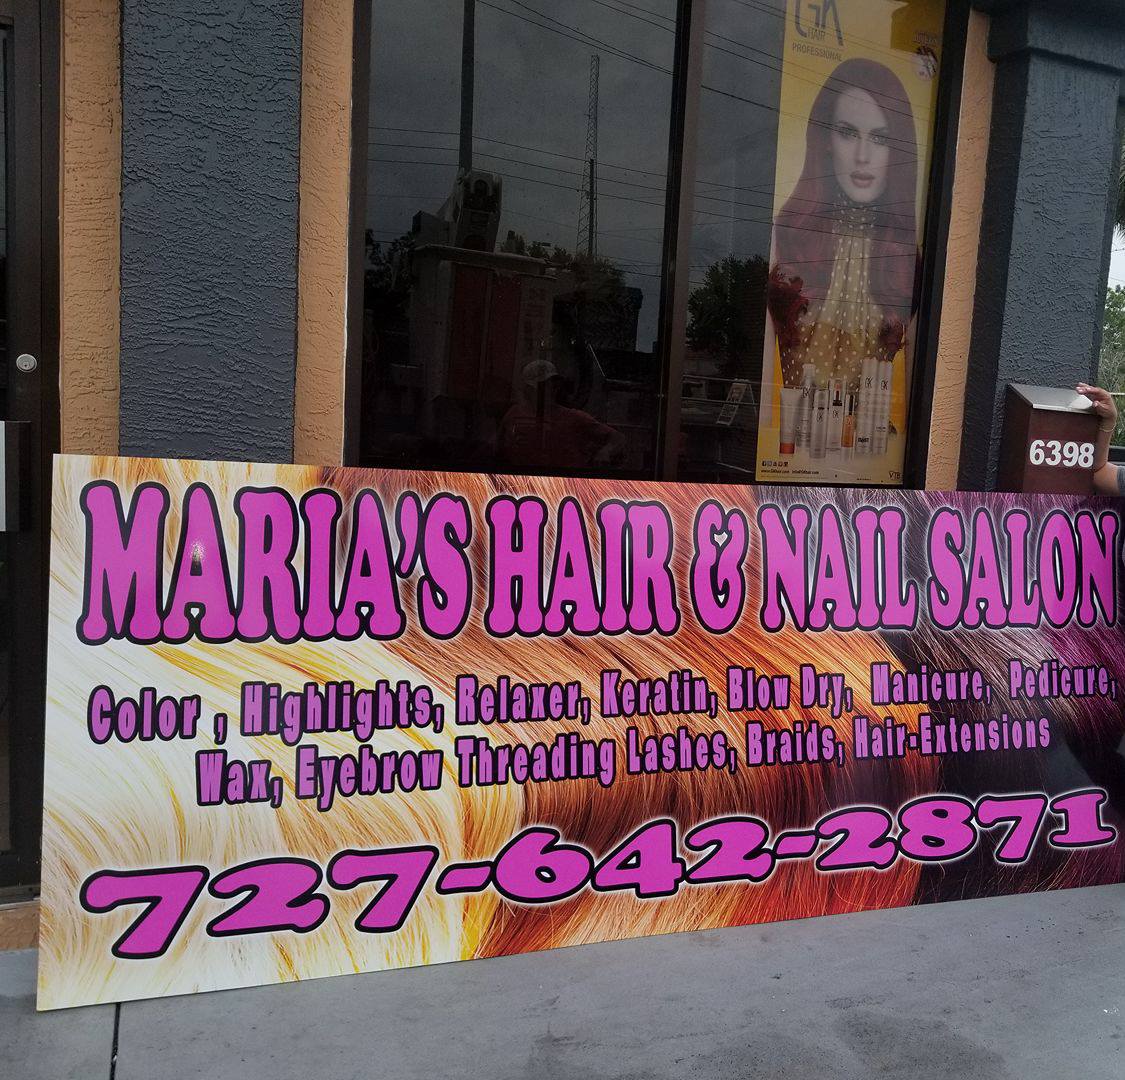 GK
HAIR
PROFESSIONAL
6398
MARIA'S HAIR & NAIL SALON
Color , Highlights, Relaxer, Keratin, Blow Dry, Manicure, Pedicure,
Wax, Eyebrow Threading Lashes, Braids, Hair-Extensions
727-642-2871